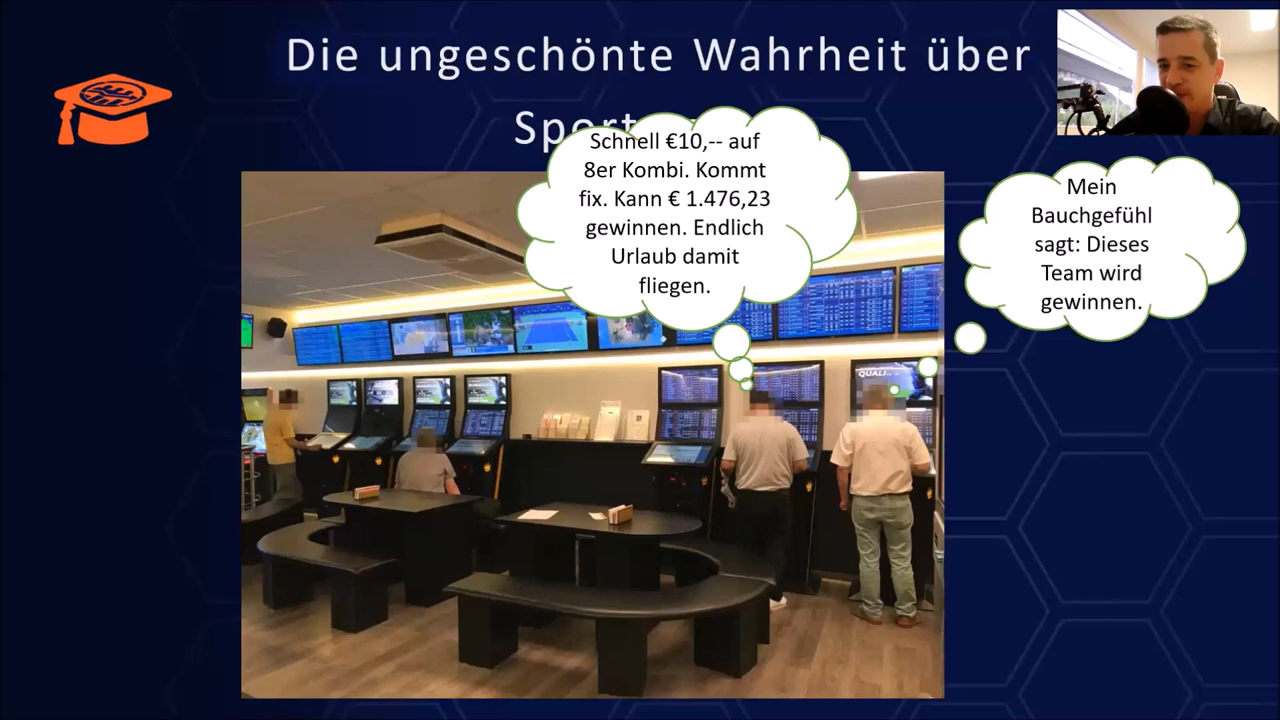 Die ungeschönte Wahrheit über
Schnell €10,-- auf
8er Kombi. Kommt
fix. Kann € 1.476,23
gewinnen. Endlich
Urlaub damit
fliegen.
Mein
Bauchgefühl
sagt: Dieses
Team wird
gewinnen.
QUALI